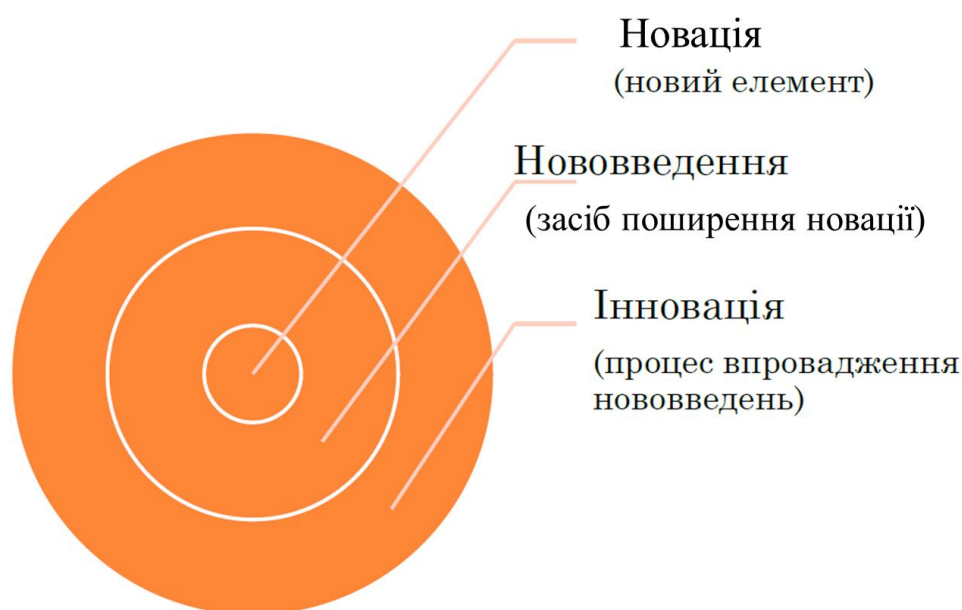 Новація
(новий елемент)
Нововведення
(засіб поширення новації)
Інновація
(процес впровадження
нововведень)